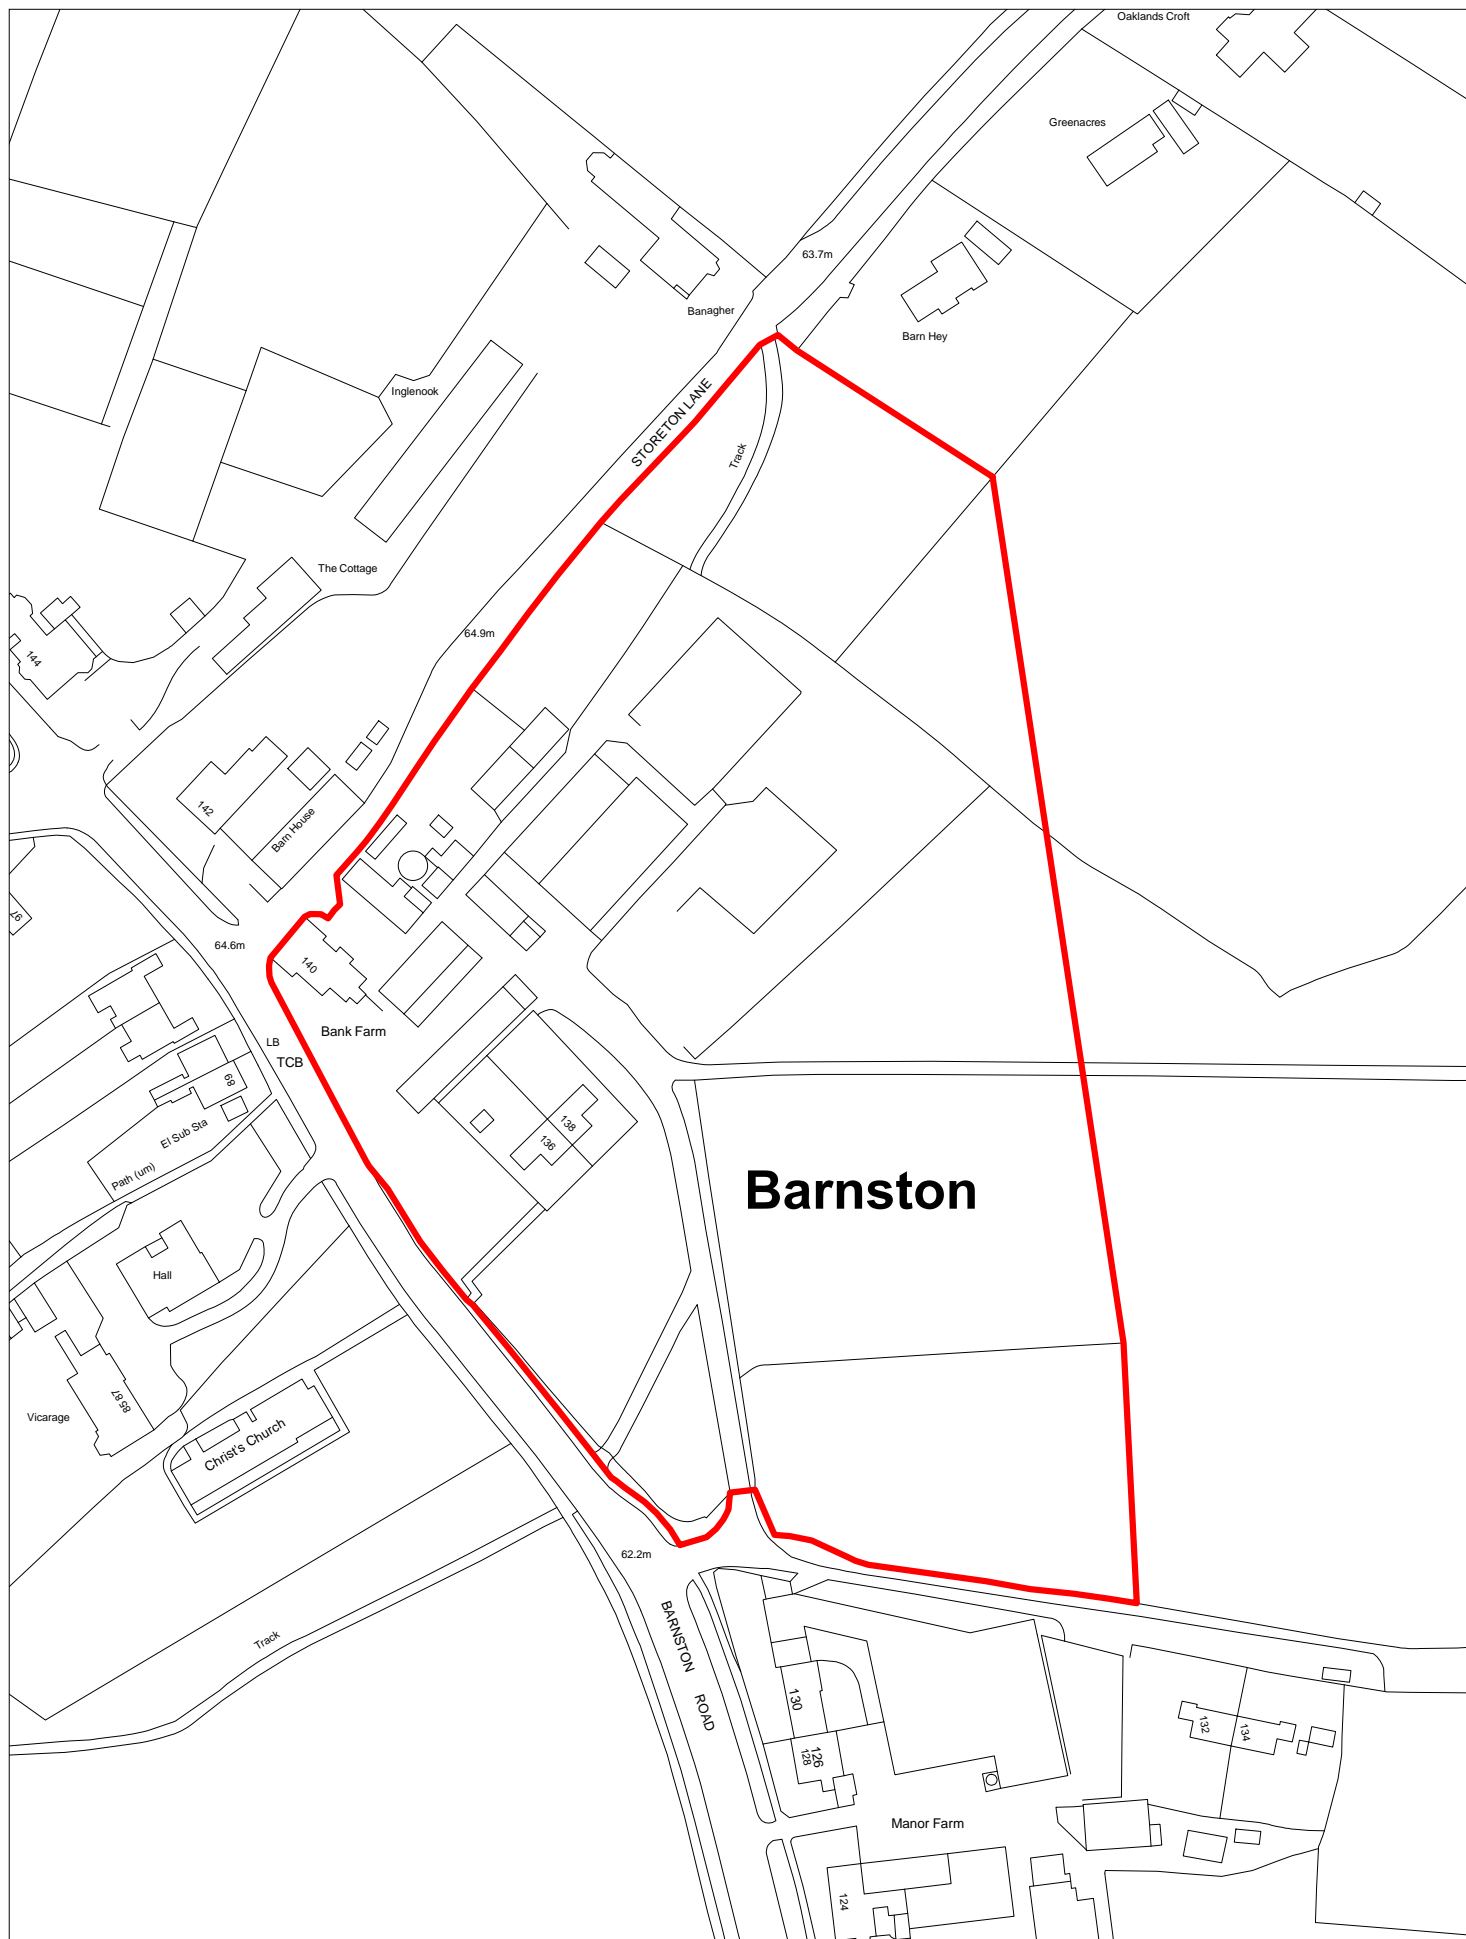 Oaklands Croft
Greenacres
63.7m
Banagher
Barn Hey
Inglenook
STORETON LANE
Track
The Cottage
64.9m
144
142
Barn House
97
64.6m
140
Bank Farm
LB
TCB
89
El Sub Sta
138
136
Path (um)
Barnston
Hall
85 87
Vicarage
Christ's Church
62.2m
BARNSTON ROAD
Track
130
132
134
126
128
Manor Farm
124